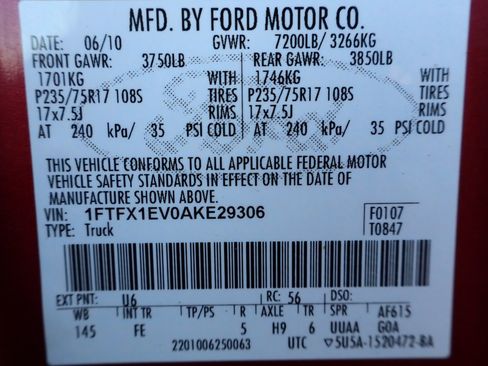 MFD. BY FORD MOTOR CO.
DATE: 06/10 GVWR: 7200LB/ 3266KG
FRONT GAWR: 3750LB REAR GAWR: 3850LB
1701KG WITH 1746KG WITH
P235/75R17 108S TIRES P235/75R17 108S TIRES
17x7.5J RIMS 17x7.5J RIMS
AT 240 kPa/ 35 PSI COLD AT 240 kPa/ 35 PSI COLD
THIS VEHICLE CONFORMS TO ALL APPLICABLE FEDERAL MOTOR
VEHICLE SAFETY STANDARDS IN EFFECT ON THE DATE OF
MANUFACTURE SHOWN ABOVE.
VIN: 1FTFX1EV0AKE29306 F0107
TYPE: Truck T0847
EXT PNT: U6 RC: 56 DSO:
WB INT TR TP/PS R AXLE TR SPR AF615
145 FE 5 H9 6 UUAA G0A
2201006250063 UTC ▽5U5A-1520472-BA